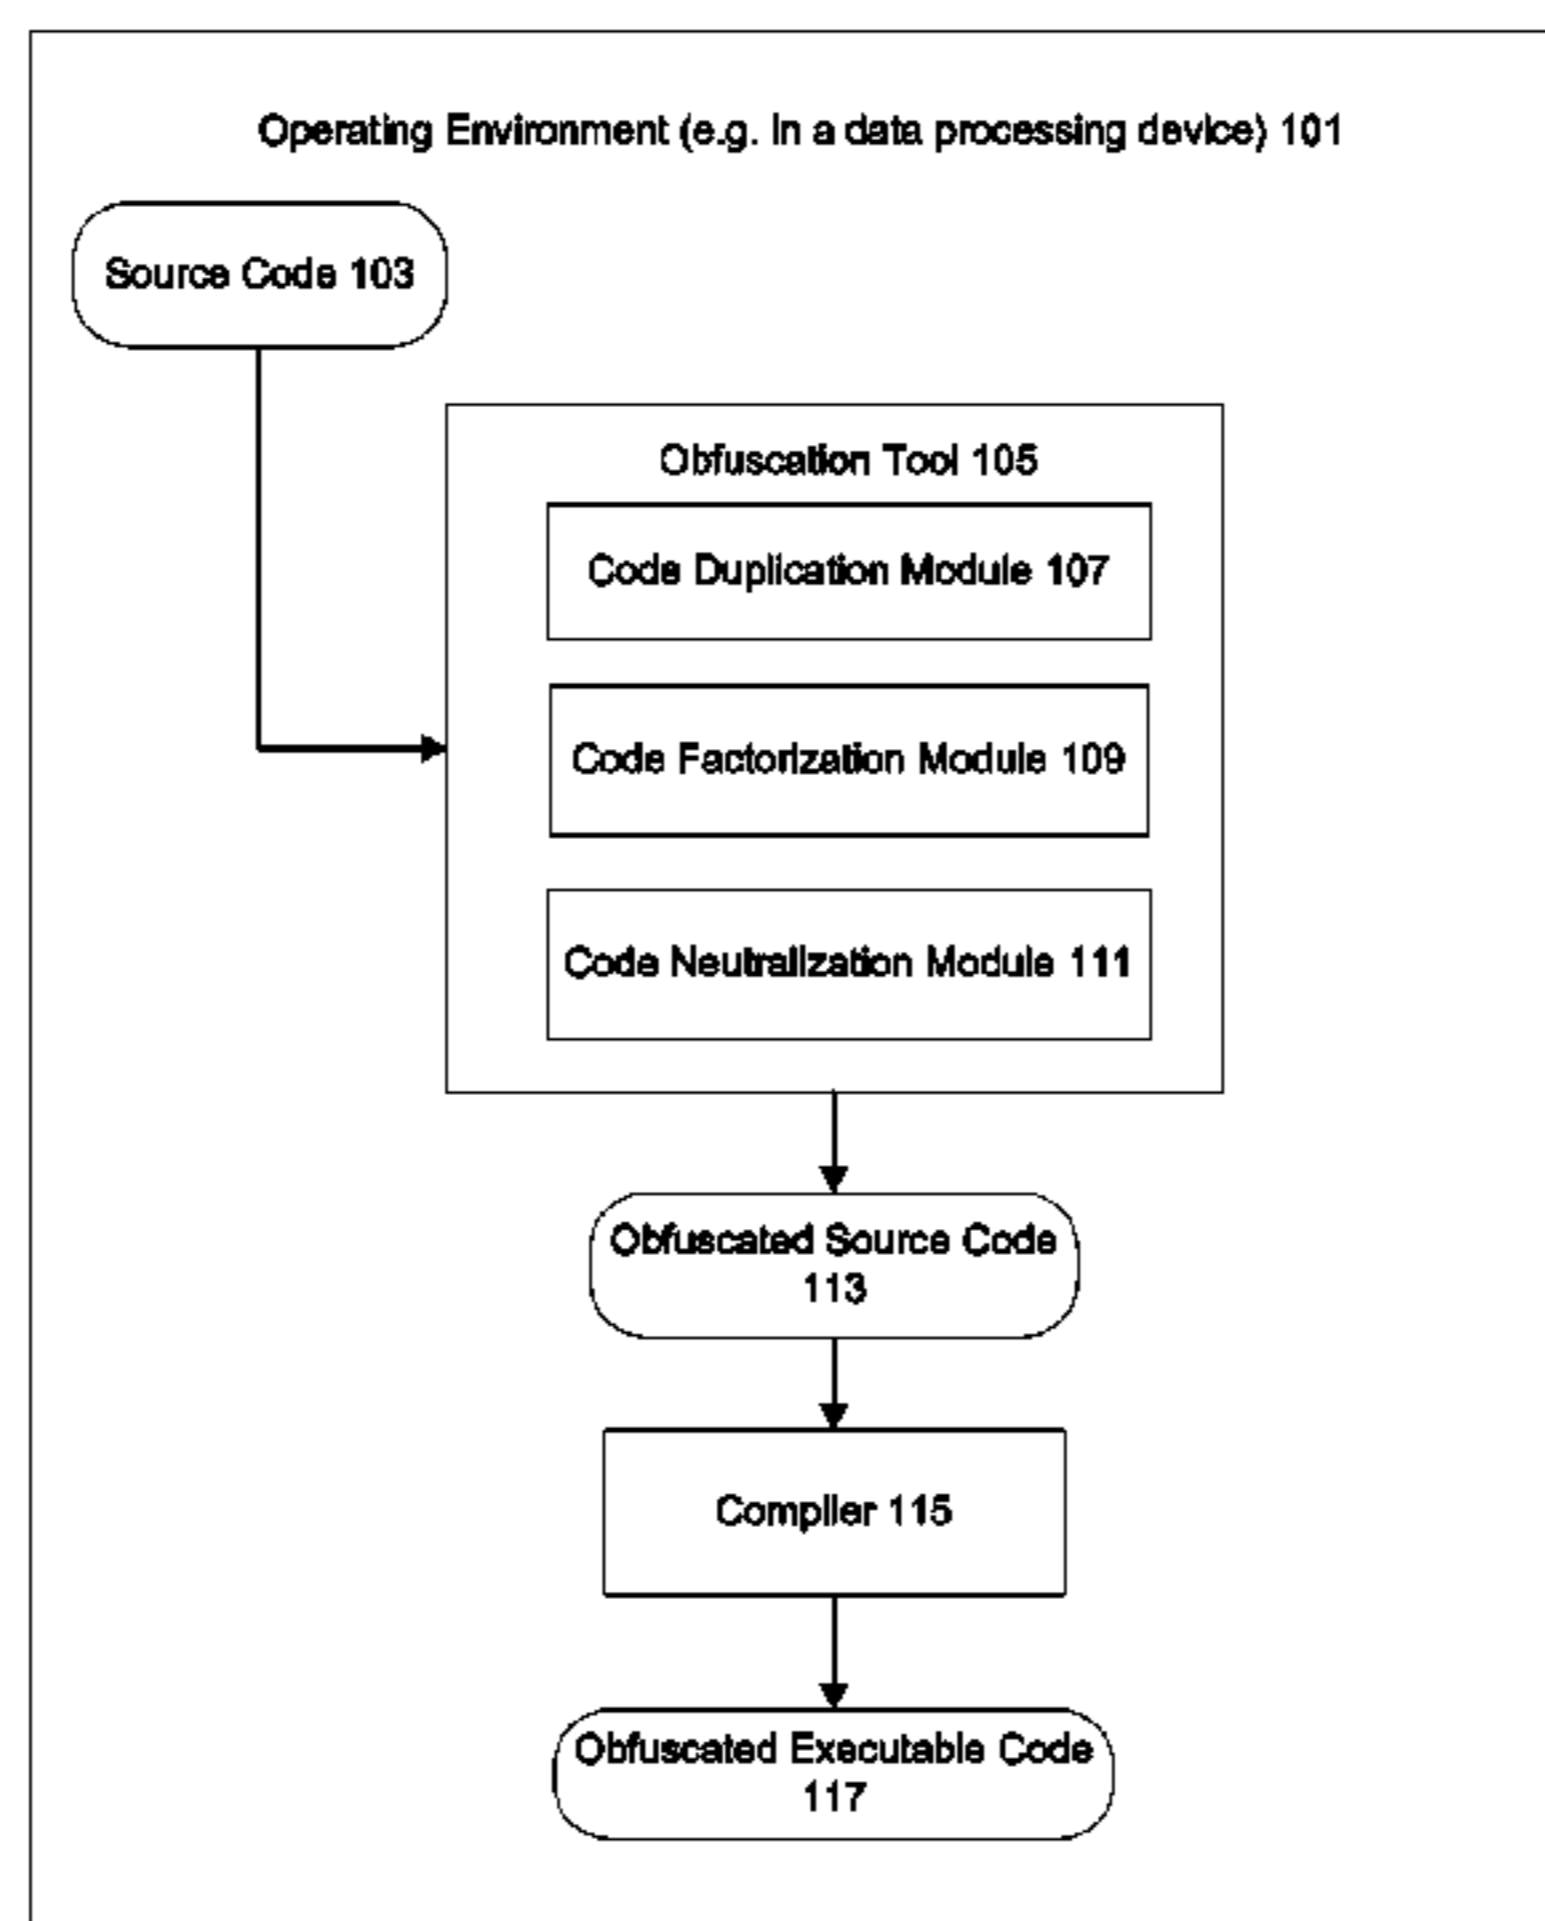 Operating Environment (e.g. in a data processing device) 101
Source Code 103
Obfuscation Tool 105
Code Duplication Module 107
Code Factorization Module 109
Code Neutralization Module 111
Obfuscated Source Code
113
Compiler 115
Obfuscated Executable Code
117